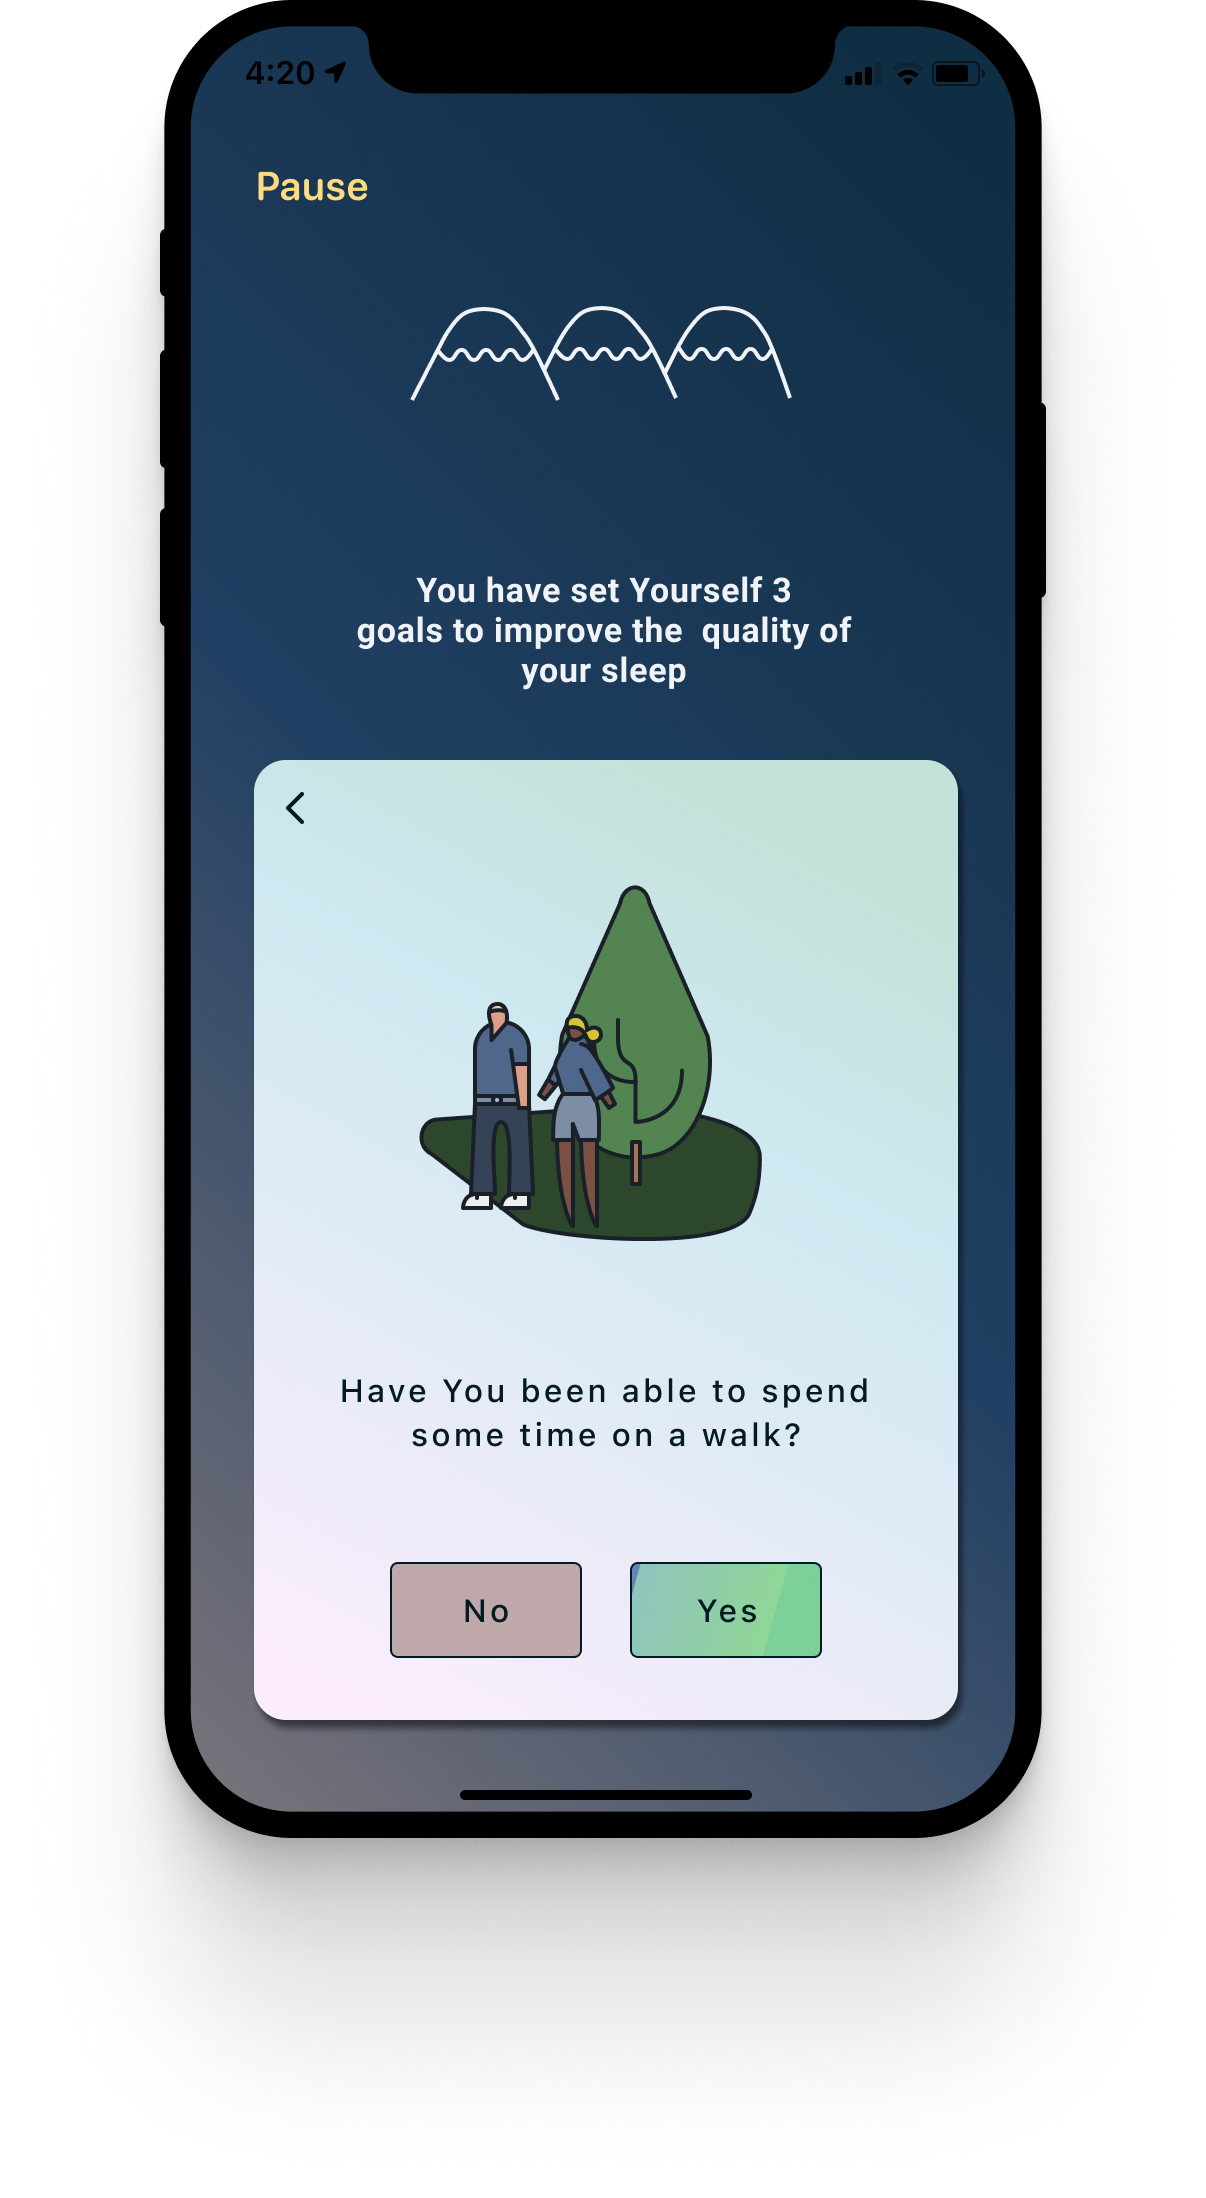 4:20
Pause
You have set Yourself 3
goals to improve the  quality of
your sleep
Have You been able to spend
some time on a walk?
No
Yes